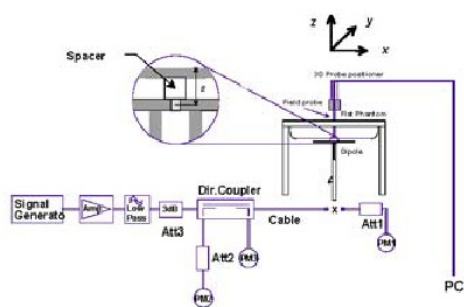 z
y
x
Spacer
s
3D Probe positioner
Field probe
Flat Phantom
Dipole
Signal
Generato
Amp
Low
Pass
3dB
Att3
Dir.Coupler
Cable
x
Att1
PM1
Att2
PM3
PM2
PC